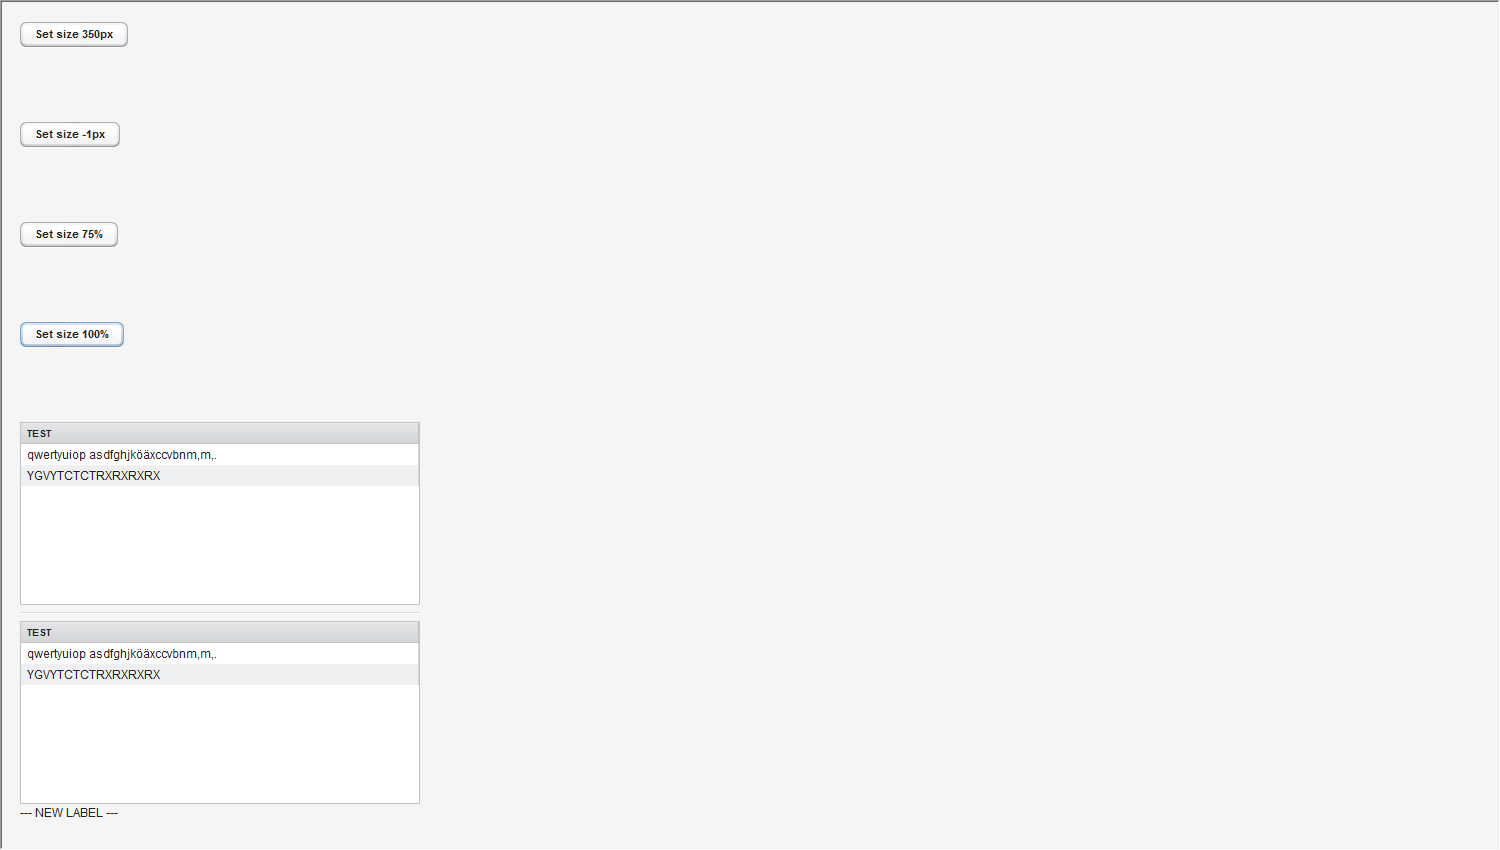 Set size 350px
Set size -1px
Set size 75%
Set size 100%
TEST
qwertyuiop asdfghjköäxccvbnm,m,.
YGVYTCTCTRXRXRXRX
TEST
qwertyuiop asdfghjköäxccvbnm,m,.
YGVYTCTCTRXRXRXRX
--- NEW LABEL ---